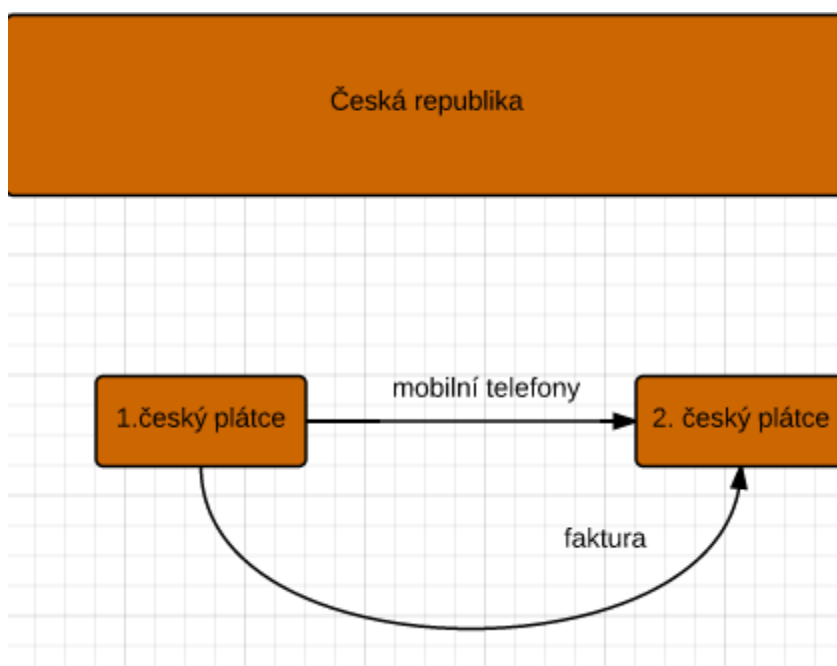 Česká republika
mobilní telefony
1.český plátce
2. český plátce
faktura